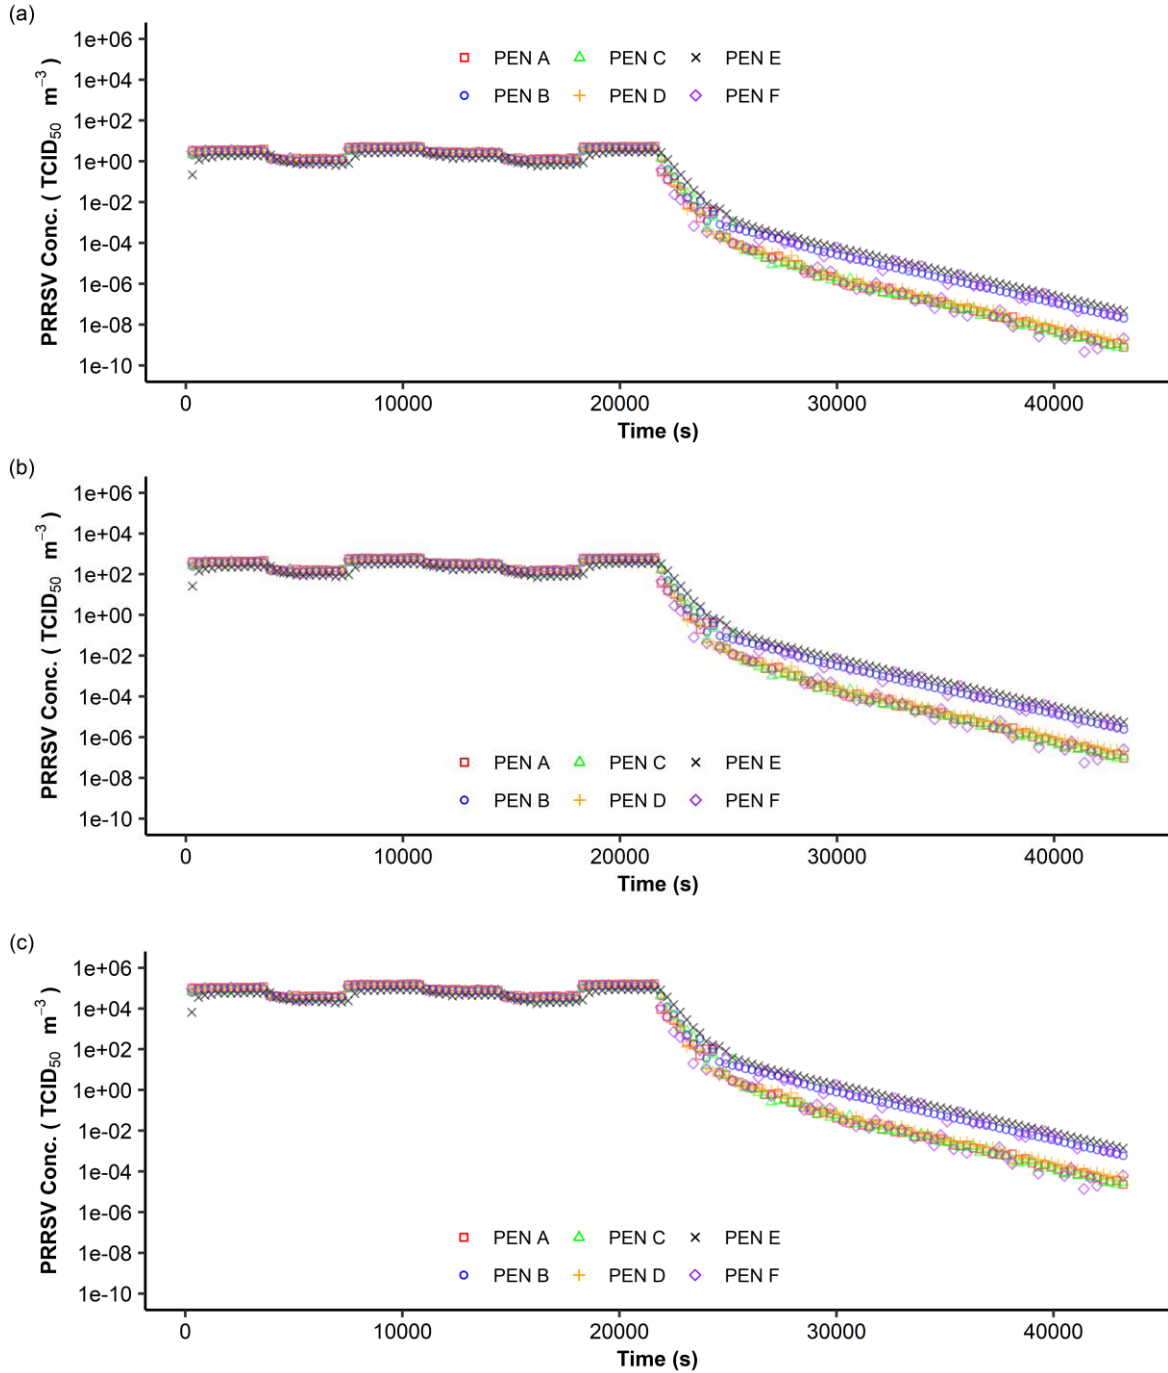 (a)
PRRSV Conc. ( TCID₅₀ m⁻³ )
1e+06
1e+04
1e+02
1e+00
1e-02
1e-04
1e-06
1e-08
1e-10
PEN A PEN C PEN E
PEN B PEN D PEN F
0 10000 20000 30000 40000
Time (s)
(b)
PRRSV Conc. ( TCID₅₀ m⁻³ )
1e+06
1e+04
1e+02
1e+00
1e-02
1e-04
1e-06
1e-08
1e-10
PEN A PEN C PEN E
PEN B PEN D PEN F
0 10000 20000 30000 40000
Time (s)
(c)
PRRSV Conc. ( TCID₅₀ m⁻³ )
1e+06
1e+04
1e+02
1e+00
1e-02
1e-04
1e-06
1e-08
1e-10
PEN A PEN C PEN E
PEN B PEN D PEN F
0 10000 20000 30000 40000
Time (s)